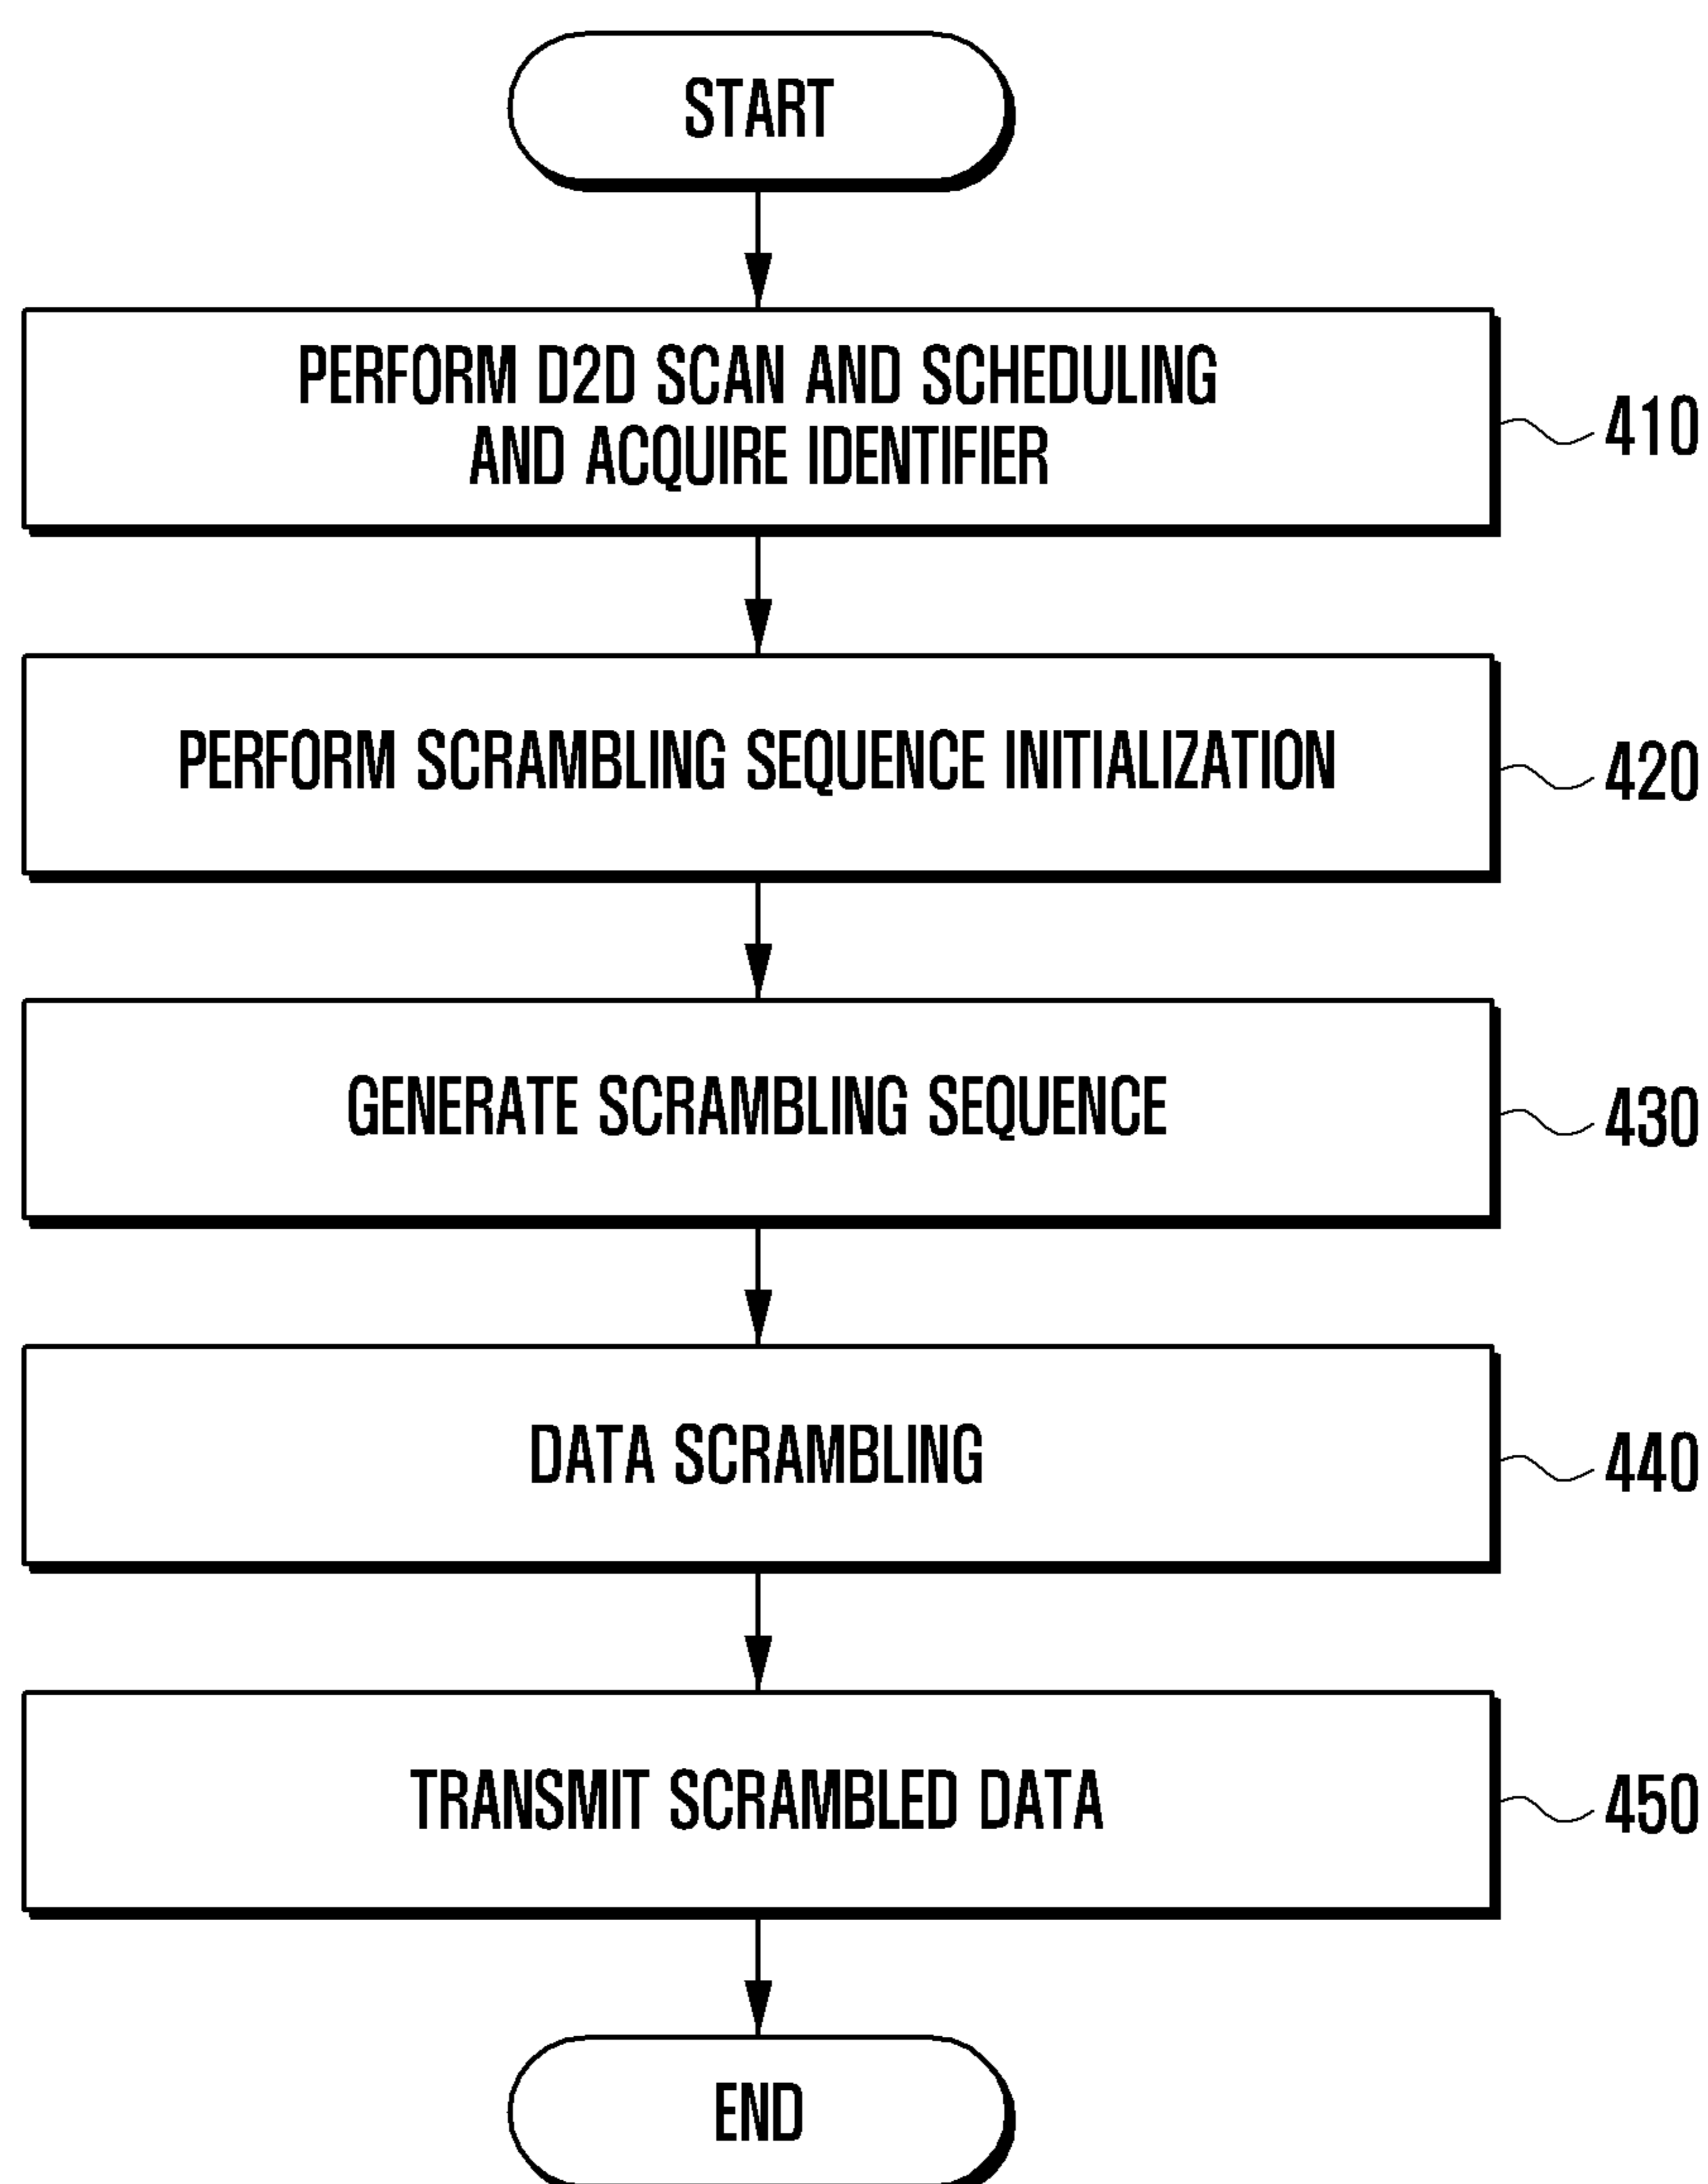 START
PERFORM D2D SCAN AND SCHEDULING
AND ACQUIRE IDENTIFIER
410
PERFORM SCRAMBLING SEQUENCE INITIALIZATION
420
GENERATE SCRAMBLING SEQUENCE
430
DATA SCRAMBLING
440
TRANSMIT SCRAMBLED DATA
450
END